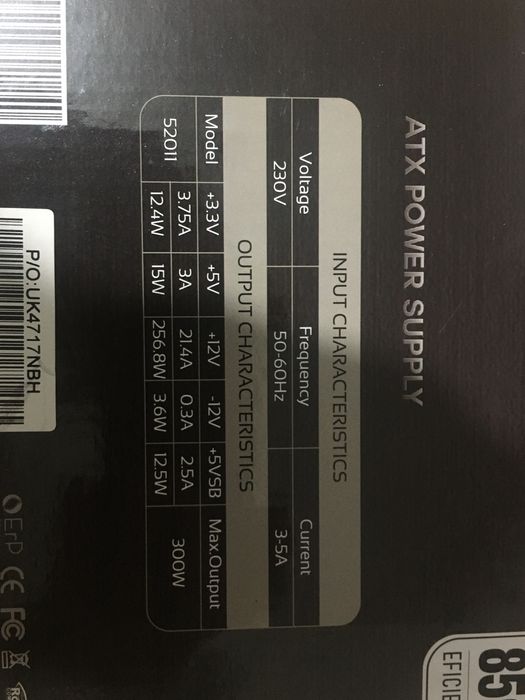 ATX POWER SUPPLY
INPUT CHARACTERISTICS
Voltage Frequency Current
230V 50-60Hz 3-5A
OUTPUT CHARACTERISTICS
Model +3.3V +5V +12V -12V +5VSB Max.Output
52011 3.75A 3A 21.4A 0.3A 2.5A 300W
12.4W 15W 256.8W 3.6W 12.5W
P/O:UK4717NBH
ErP CE FC
85